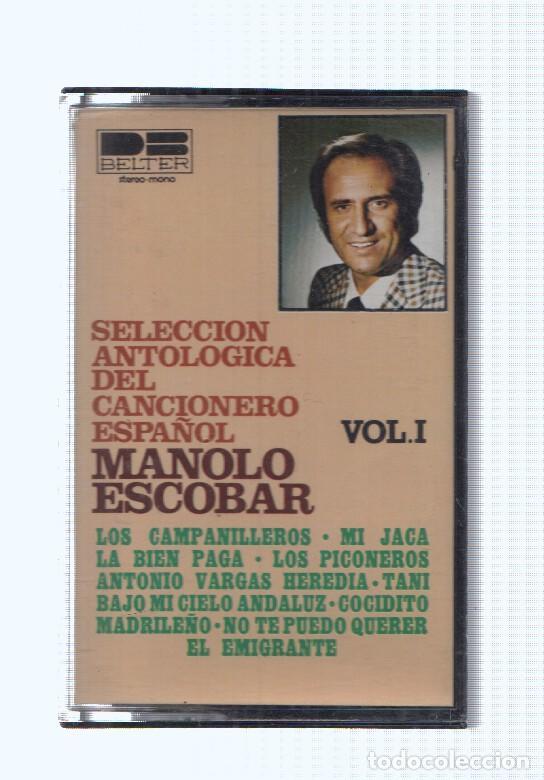 BELTER
stereo-mono
SELECCION
ANTOLOGICA
DEL
CANCIONERO
ESPAÑOL
VOL.I
MANOLO
ESCOBAR
LOS CAMPANILLEROS · MI JACA
LA BIEN PAGA · LOS PICONEROS
ANTONIO VARGAS HEREDIA · TANI
BAJO MI CIELO ANDALUZ · COCIDITO
MADRILEÑO · NO TE PUEDO QUERER
EL EMIGRANTE
todocoleccion